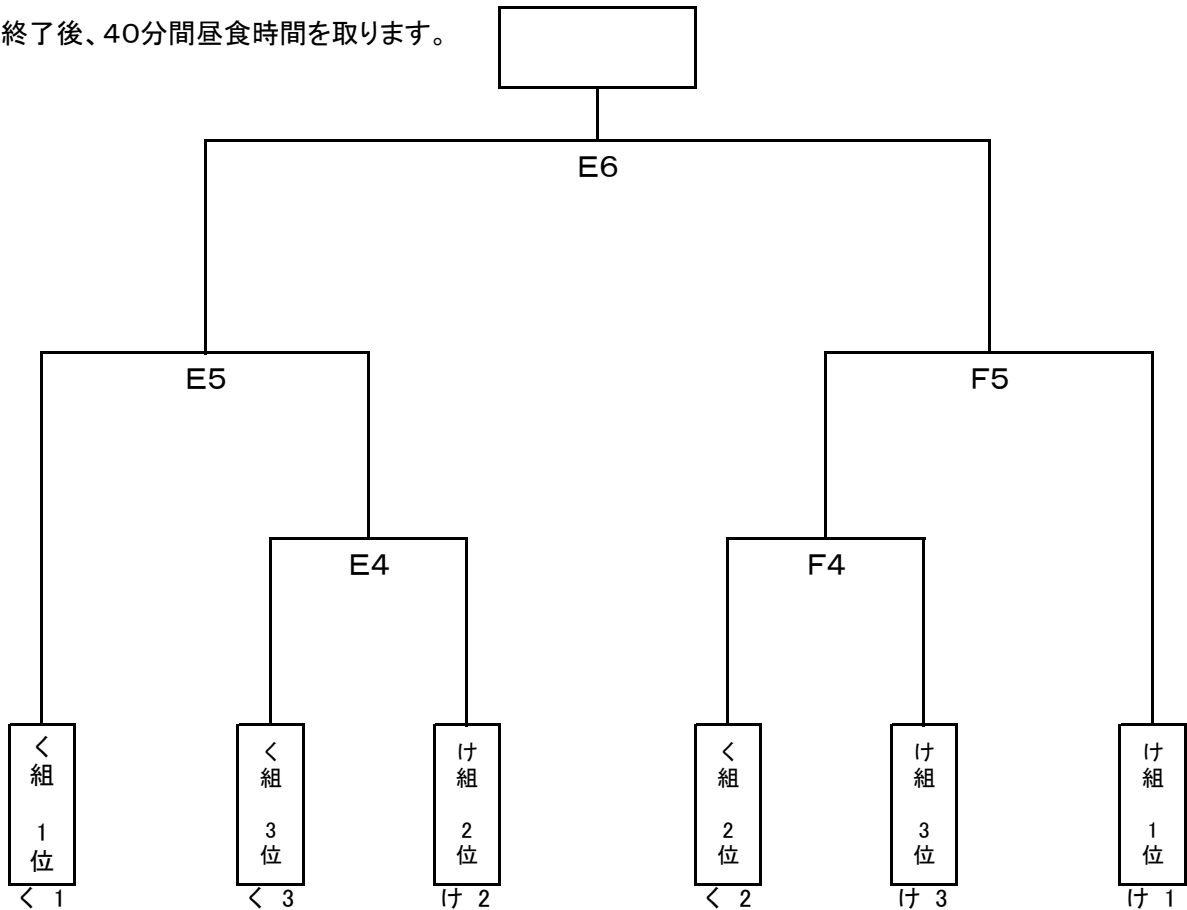 終了後、40分間昼食時間を取ります。
E6
E5
F5
E4
F4
く組 1位
く組 3位
け組 2位
く組 2位
け組 3位
け組 1位
く 1
く 3
け 2
く 2
け 3
け 1